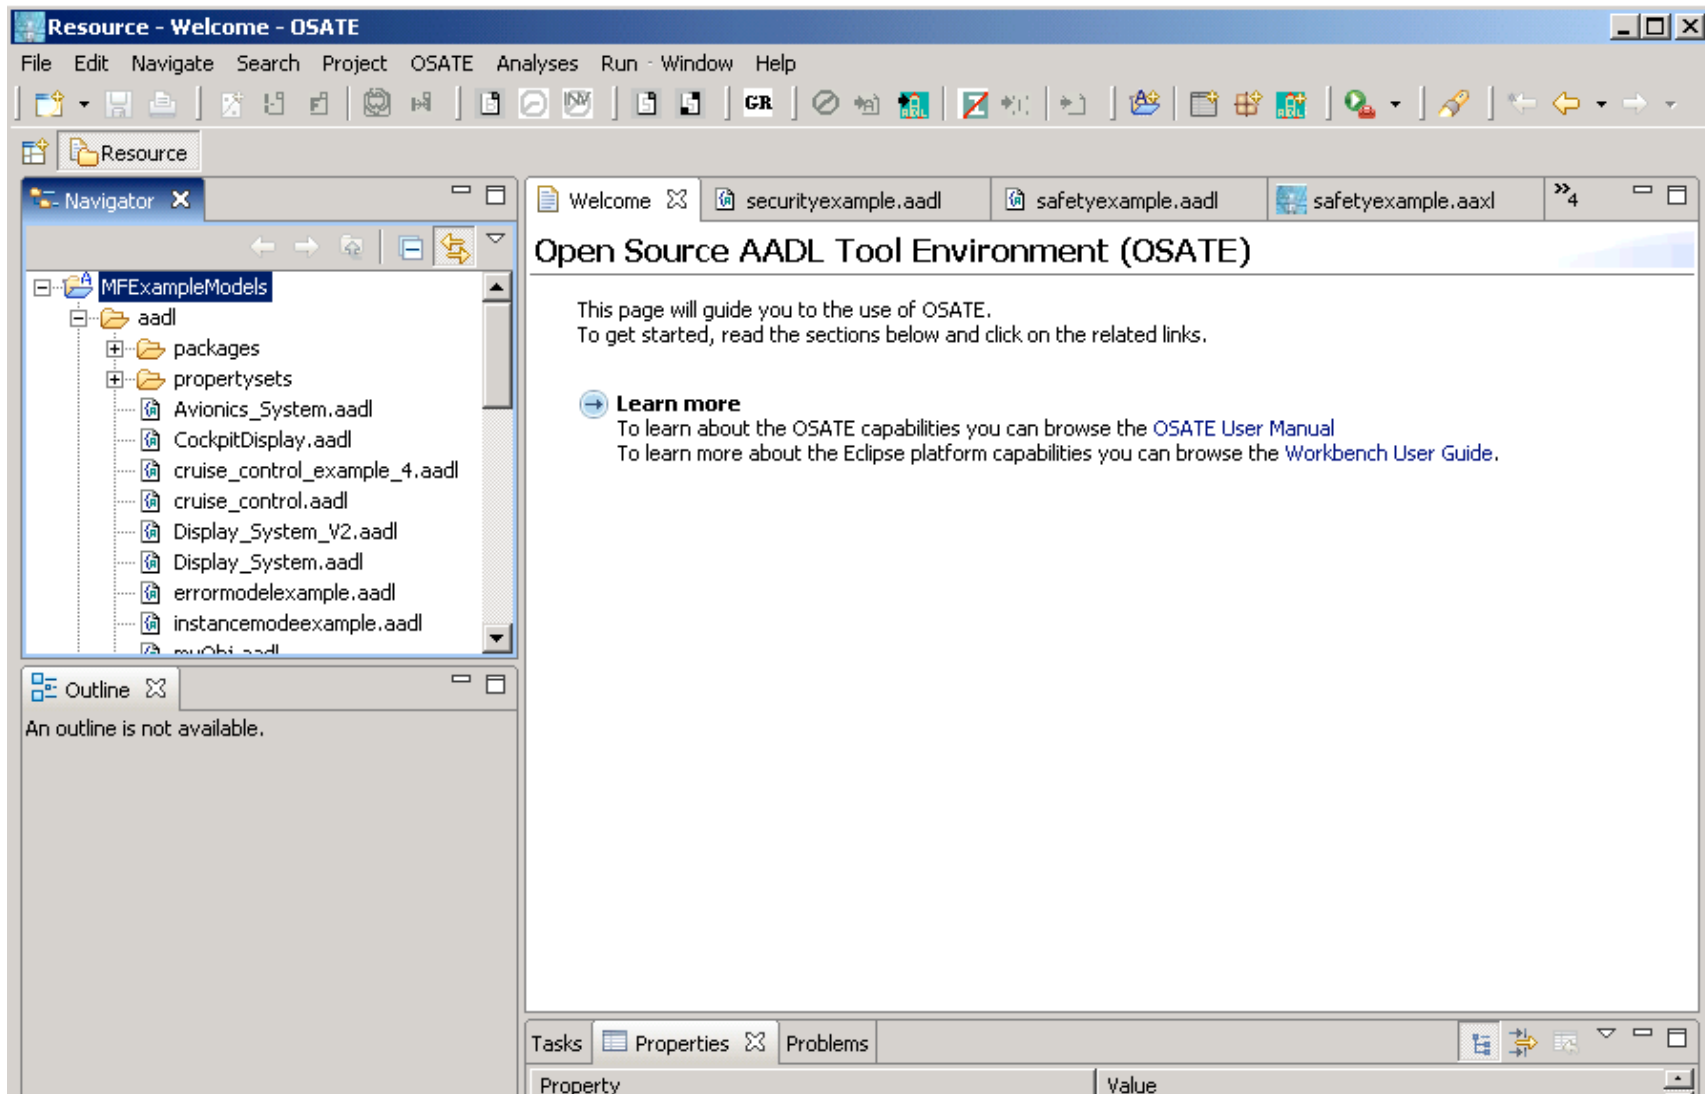 Resource - Welcome - OSATE
File Edit Navigate Search Project OSATE Analyses Run Window Help
GR
Resource
Navigator
Welcome securityexample.aadl safetyexample.aadl safetyexample.aaxl »4
Open Source AADL Tool Environment (OSATE)
MFExampleModels
aadl
packages
propertysets
Avionics_System.aadl
CockpitDisplay.aadl
cruise_control_example_4.aadl
cruise_control.aadl
Display_System_V2.aadl
Display_System.aadl
errormodelexample.aadl
instancemodeexample.aadl
This page will guide you to the use of OSATE.
To get started, read the sections below and click on the related links.
Learn more
To learn about the OSATE capabilities you can browse the OSATE User Manual
To learn more about the Eclipse platform capabilities you can browse the Workbench User Guide.
Outline
An outline is not available.
Tasks Properties Problems
Property Value